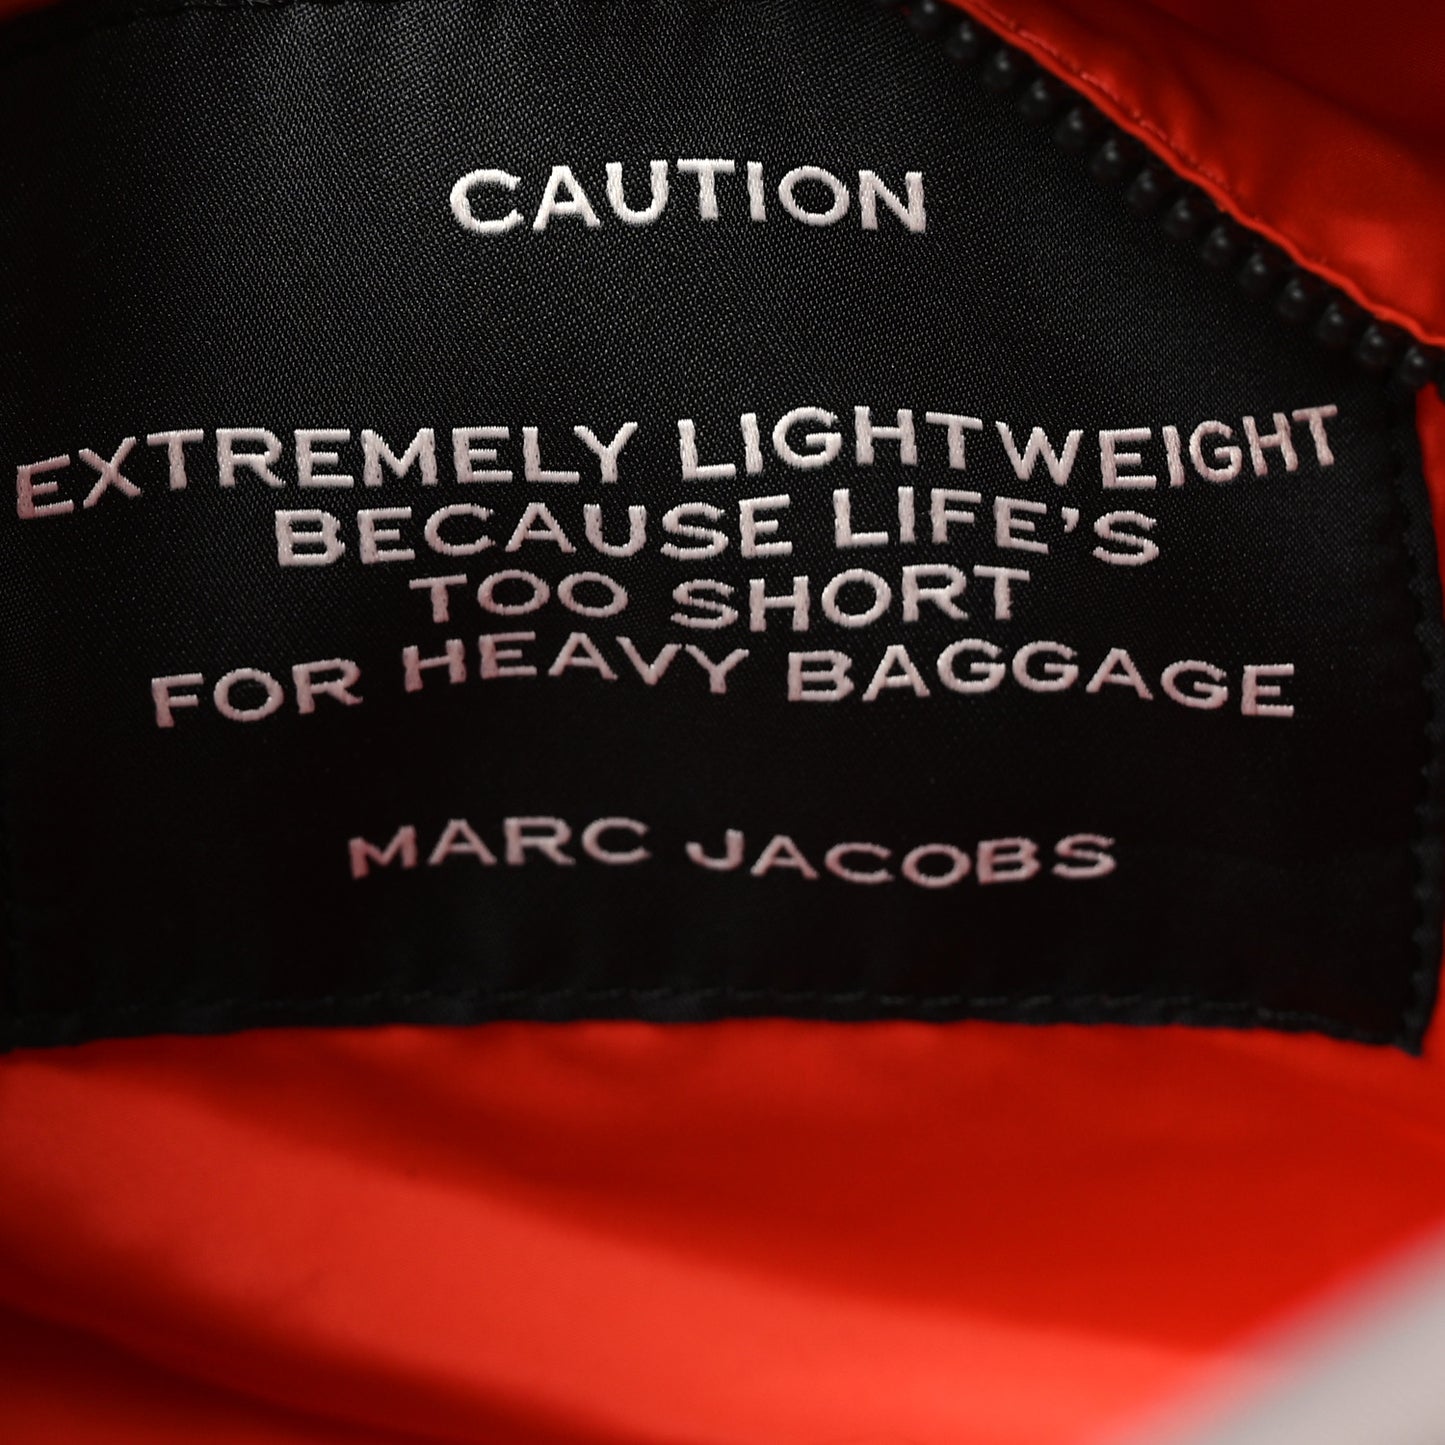 CAUTION
EXTREMELY LIGHTWEIGHT
BECAUSE LIFE'S
TOO SHORT
FOR HEAVY BAGGAGE
MARC JACOBS